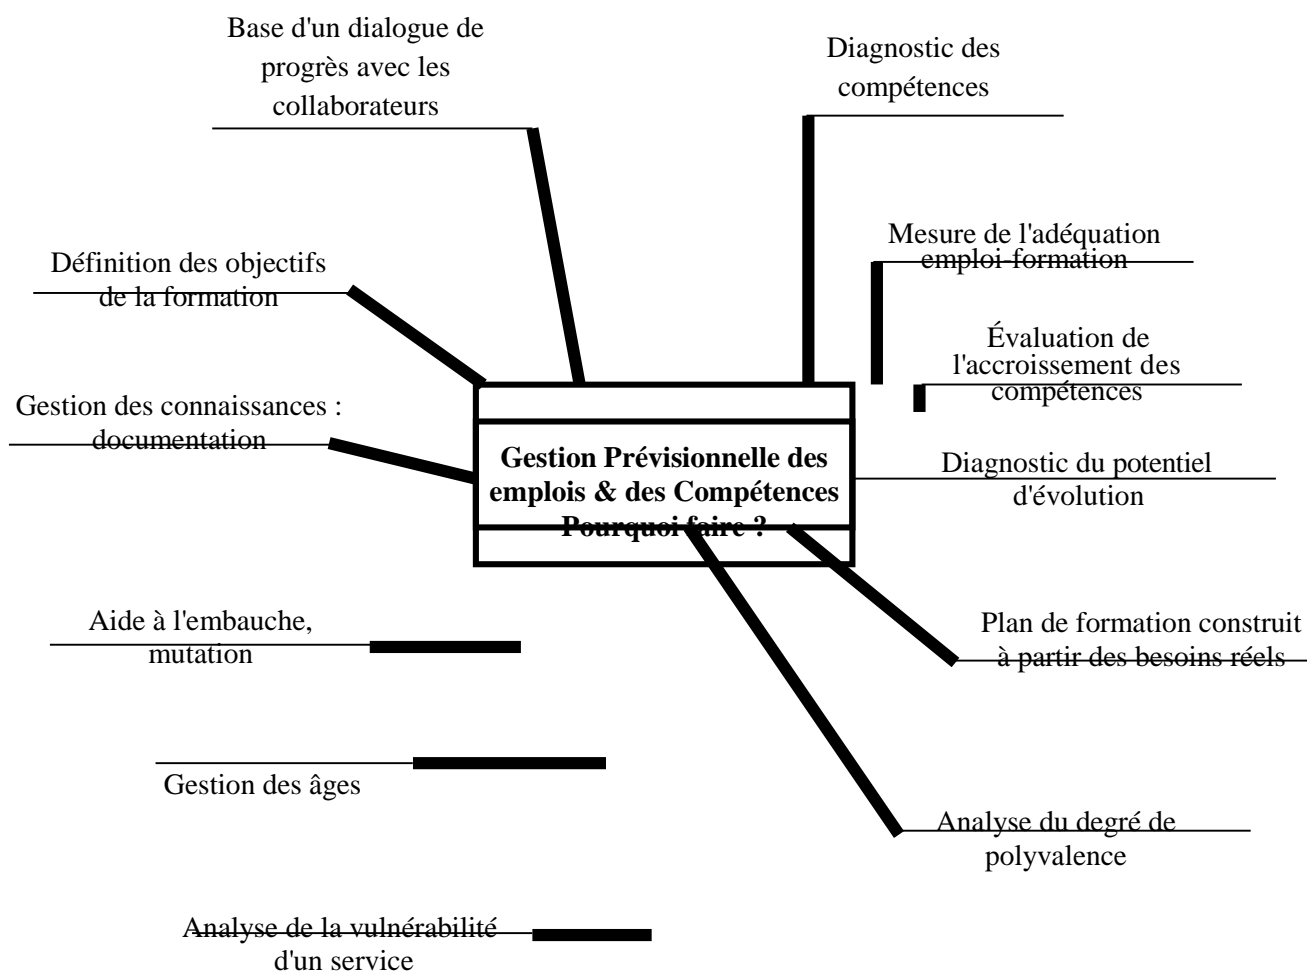 Base d'un dialogue de
progrès avec les
collaborateurs
Diagnostic des
compétences
Mesure de l'adéquation
emploi-formation
Définition des objectifs
de la formation
Évaluation de
l'accroissement des
compétences
Gestion des connaissances :
documentation
Gestion Prévisionnelle des
emplois & des Compétences
Pourquoi faire ?
Diagnostic du potentiel
d'évolution
Aide à l'embauche,
mutation
Plan de formation construit
à partir des besoins réels
Gestion des âges
Analyse du degré de
polyvalence
Analyse de la vulnérabilité
d'un service